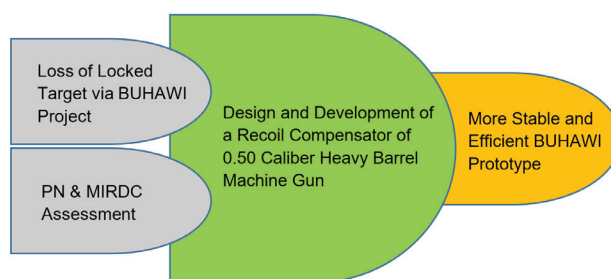 Loss of Locked
Target via BUHAWI
Project
PN & MIRDC
Assessment
Design and Development of
a Recoil Compensator of
0.50 Caliber Heavy Barrel
Machine Gun
More Stable and
Efficient BUHAWI
Prototype